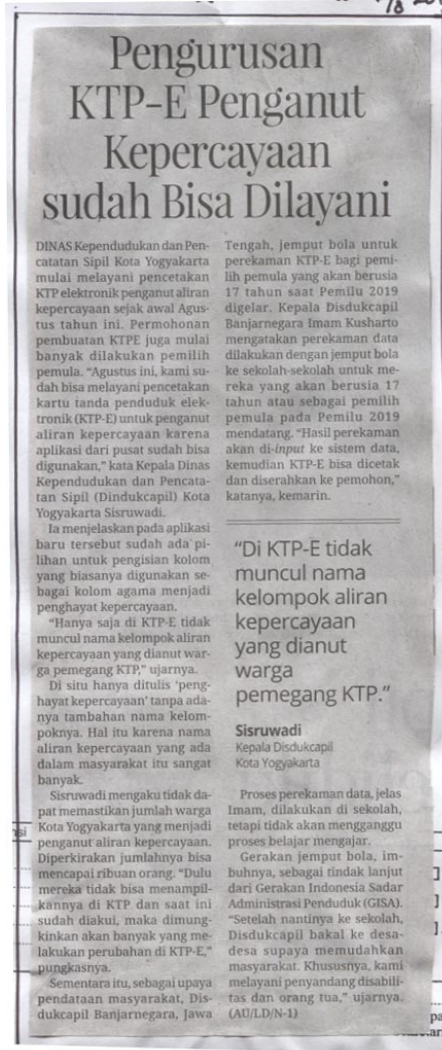 Pengurusan
KTP-E Penganut
Kepercayaan
sudah Bisa Dilayani
DINAS Kependudukan dan Pen-
catatan Sipil Kota Yogyakarta
mulai melayani pencetakan
KTP elektronik penganut aliran
kepercayaan sejak awal Agus-
tus tahun ini. Permohonan
pembuatan KTPE juga mulai
banyak dilakukan pemilih
pemula. “Agustus ini, kami su-
dah bisa melayani pencetakan
kartu tanda penduduk elek-
tronik (KTP-E) untuk penganut
aliran kepercayaan karena
aplikasi dari pusat sudah bisa
digunakan,” kata Kepala Dinas
Kependudukan dan Pencata-
tan Sipil (Dindukcapil) Kota
Yogyakarta Sisruwadi.
Ia menjelaskan pada aplikasi
baru tersebut sudah ada pi-
lihan untuk pengisian kolom
yang biasanya digunakan se-
bagai kolom agama menjadi
penghayat kepercayaan.
“Hanya saja di KTP-E tidak
muncul nama kelompok aliran
kepercayaan yang dianut war-
ga pemegang KTP,” ujarnya.
Di situ hanya ditulis ‘peng-
hayat kepercayaan’ tanpa ada-
nya tambahan nama kelom-
poknya. Hal itu karena nama
aliran kepercayaan yang ada
dalam masyarakat itu sangat
banyak.
Sisruwadi mengaku tidak da-
pat memastikan jumlah warga
Kota Yogyakarta yang menjadi
penganut aliran kepercayaan.
Diperkirakan jumlahnya bisa
mencapai ribuan orang. “Dulu
mereka tidak bisa menampil-
kannya di KTP dan saat ini
sudah diakui, maka dimung-
kinkan akan banyak yang me-
lakukan perubahan di KTP-E,”
pungkasnya.
Sementara itu, sebagai upaya
pendataan masyarakat, Dis-
dukcapil Banjarnegara, Jawa
Tengah, jemput bola untuk
perekaman KTP-E bagi pemi-
lih pemula yang akan berusia
17 tahun saat Pemilu 2019
digelar. Kepala Disdukcapil
Banjarnegara Imam Kusharto
mengatakan perekaman data
dilakukan dengan jemput bola
ke sekolah-sekolah untuk me-
reka yang akan berusia 17
tahun atau sebagai pemilih
pemula pada Pemilu 2019
mendatang. “Hasil perekaman
akan di-input ke sistem data,
kemudian KTP-E bisa dicetak
dan diserahkan ke pemohon,”
katanya, kemarin.
“Di KTP-E tidak
muncul nama
kelompok aliran
kepercayaan
yang dianut
warga
pemegang KTP.”
Sisruwadi
Kepala Disdukcapil
Kota Yogyakarta
Proses perekaman data, jelas
Imam, dilakukan di sekolah,
tetapi tidak akan mengganggu
proses belajar mengajar.
Gerakan jemput bola, im-
buhnya, sebagai tindak lanjut
dari Gerakan Indonesia Sadar
Administrasi Penduduk (GISA).
“Setelah nantinya ke sekolah,
Disdukcapil bakal ke desa-
desa supaya memudahkan
masyarakat. Khususnya, kami
melayani penyandang disabili-
tas dan orang tua,” ujarnya.
(AU/LD/N-1)